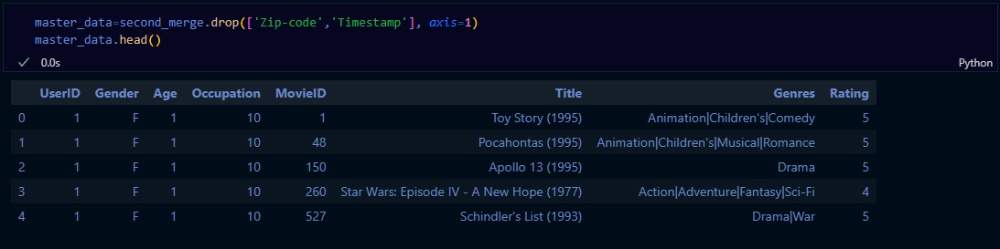 master_data=second_merge.drop(['Zip-code','Timestamp'], axis=1)
master_data.head()
0.0s Python
UserID Gender Age Occupation MovieID Title Genres Rating
0 1 F 1 10 1 Toy Story (1995) Animation|Children's|Comedy 5
1 1 F 1 10 48 Pocahontas (1995) Animation|Children's|Musical|Romance 5
2 1 F 1 10 150 Apollo 13 (1995) Drama 5
3 1 F 1 10 260 Star Wars: Episode IV - A New Hope (1977) Action|Adventure|Fantasy|Sci-Fi 4
4 1 F 1 10 527 Schindler's List (1993) Drama|War 5